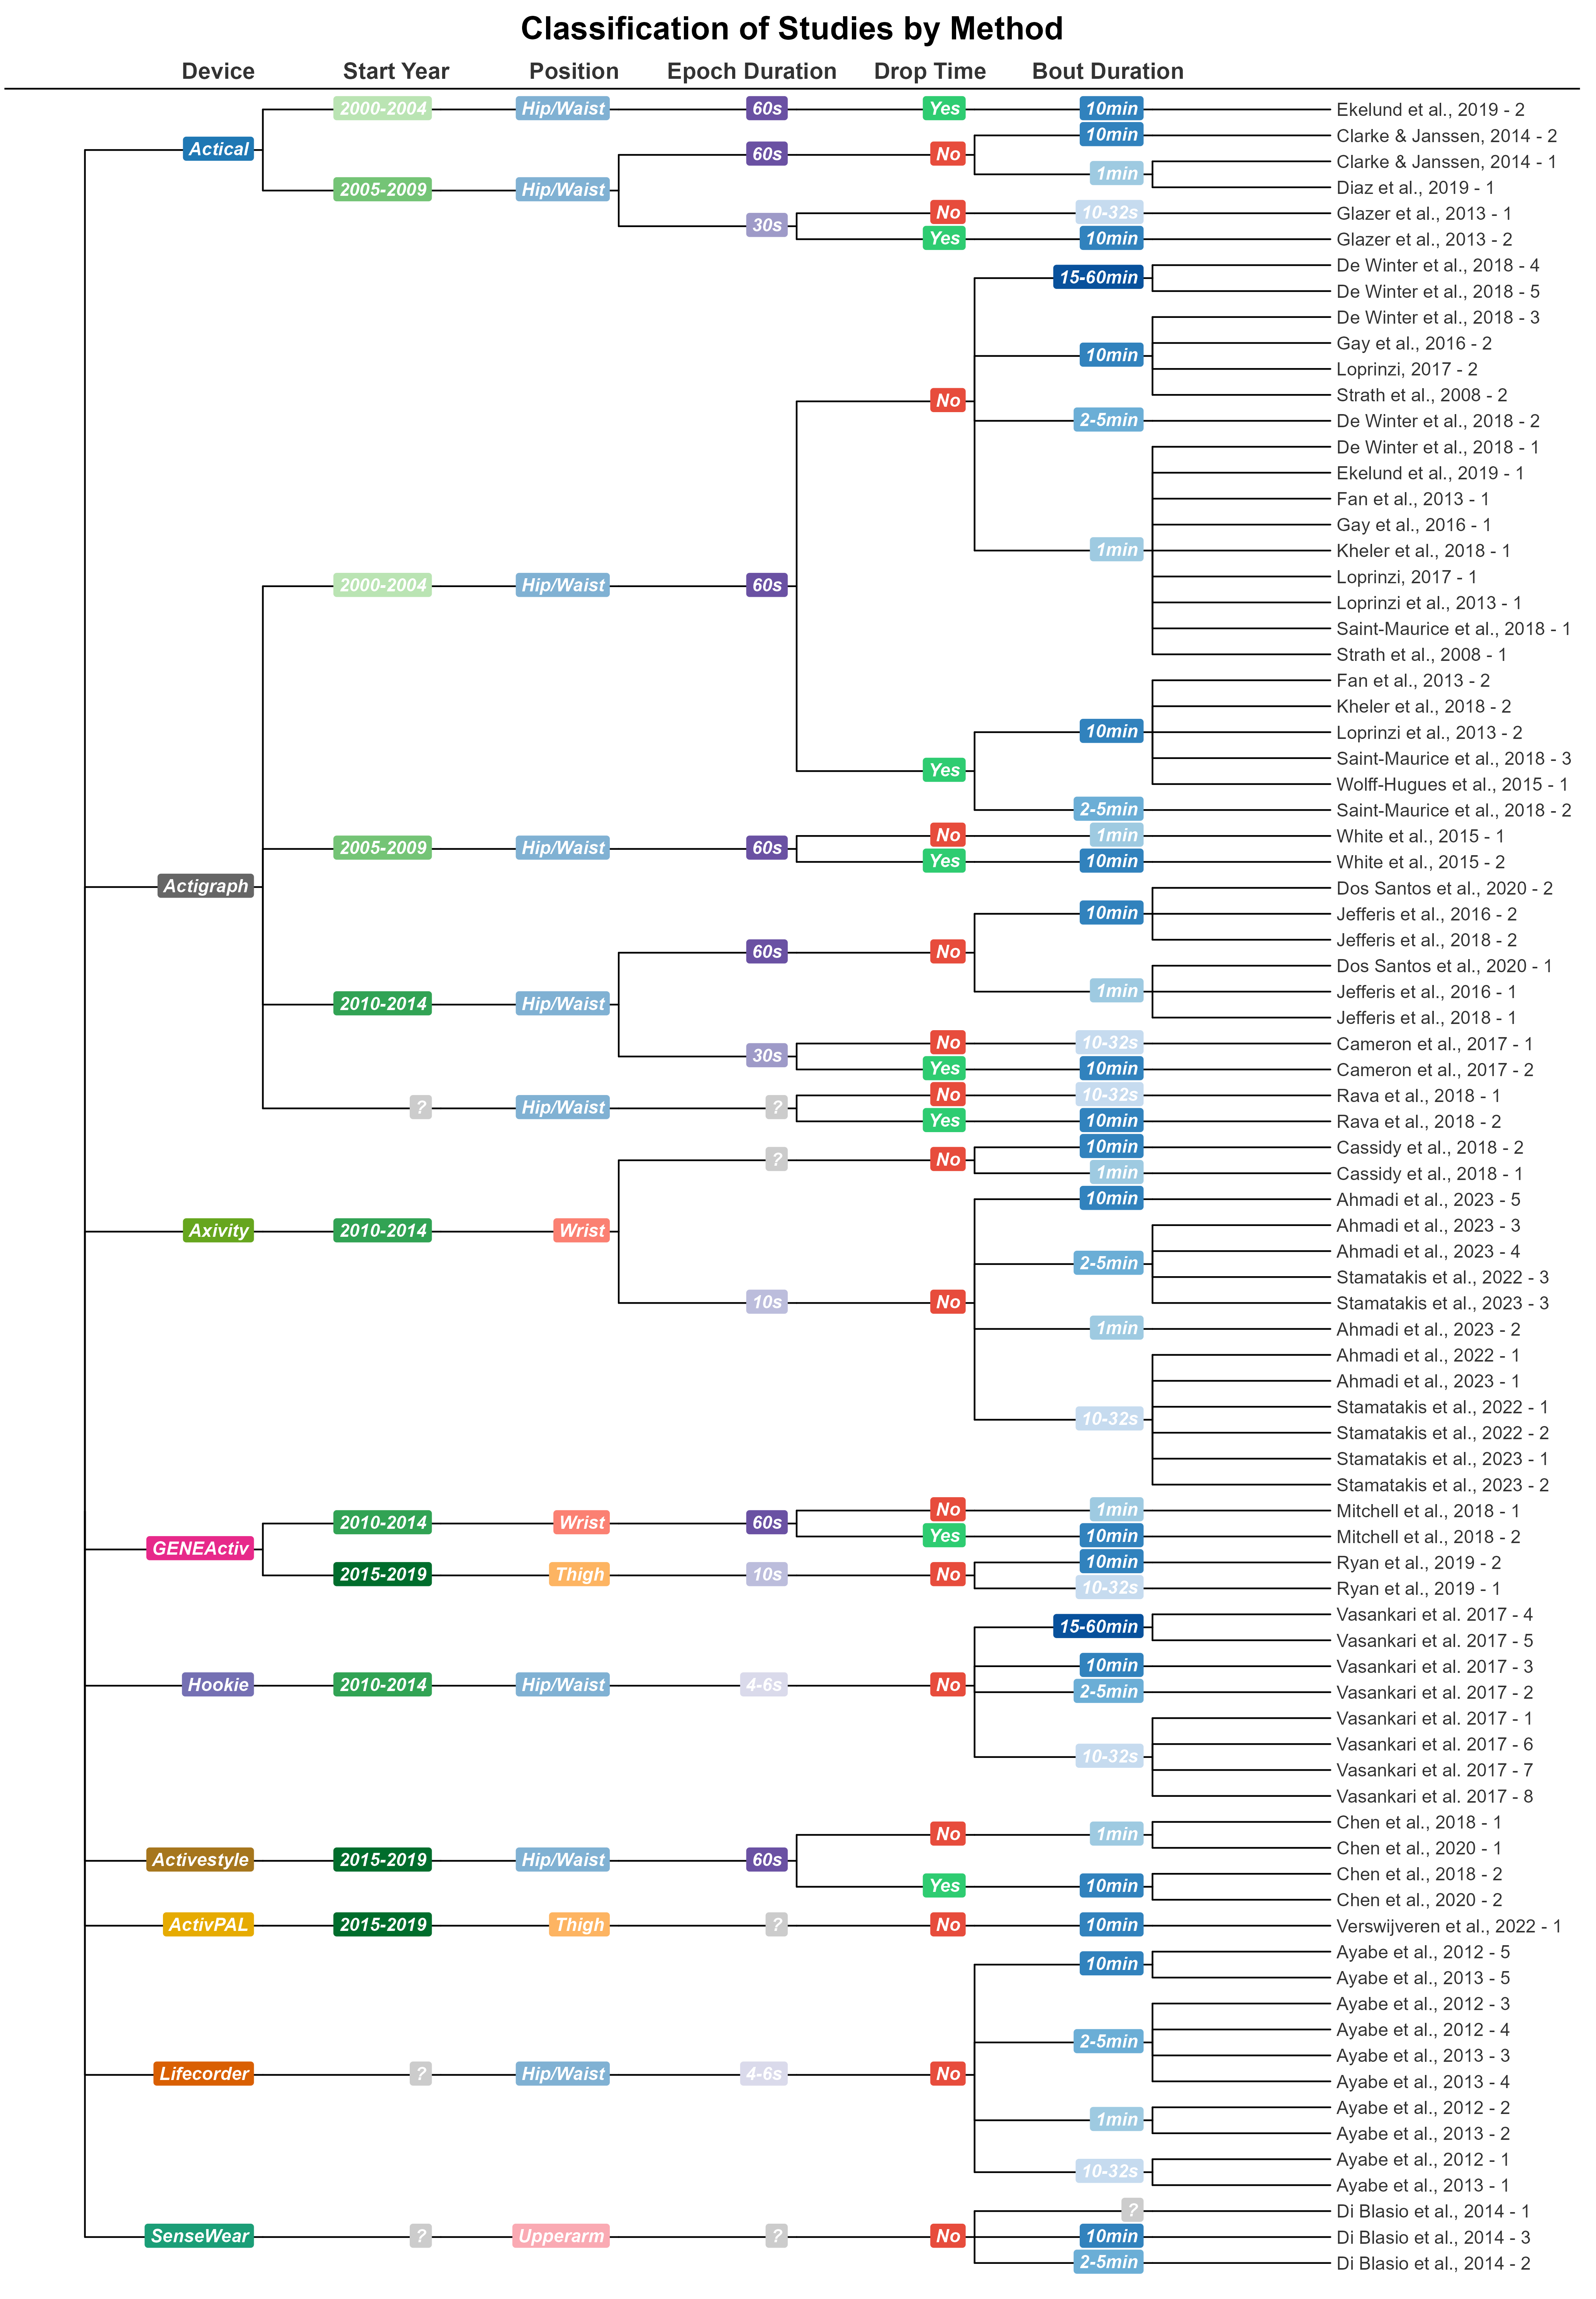 Classification of Studies by Method
Device Start Year Position Epoch Duration Drop Time Bout Duration
2000-2004 Hip/Waist 60s Yes 10min Ekelund et al., 2019 - 2
10min Clarke & Janssen, 2014 - 2
Actical 60s No
Clarke & Janssen, 2014 - 1
1min
2005-2009 Hip/Waist Diaz et al., 2019 - 1
No 10-32s Glazer et al., 2013 - 1
30s
Yes 10min Glazer et al., 2013 - 2
De Winter et al., 2018 - 4
15-60min
De Winter et al., 2018 - 5
De Winter et al., 2018 - 3
Gay et al., 2016 - 2
10min
Loprinzi, 2017 - 2
No Strath et al., 2008 - 2
2-5min De Winter et al., 2018 - 2
De Winter et al., 2018 - 1
Ekelund et al., 2019 - 1
Fan et al., 2013 - 1
Gay et al., 2016 - 1
1min Kheler et al., 2018 - 1
Loprinzi, 2017 - 1
2000-2004 Hip/Waist 60s
Loprinzi et al., 2013 - 1
Saint-Maurice et al., 2018 - 1
Strath et al., 2008 - 1
Fan et al., 2013 - 2
Kheler et al., 2018 - 2
10min Loprinzi et al., 2013 - 2
Saint-Maurice et al., 2018 - 3
Yes
Wolff-Hugues et al., 2015 - 1
2-5min Saint-Maurice et al., 2018 - 2
No 1min White et al., 2015 - 1
2005-2009 Hip/Waist 60s
Yes 10min White et al., 2015 - 2
Actigraph Dos Santos et al., 2020 - 2
10min Jefferis et al., 2016 - 2
Jefferis et al., 2018 - 2
60s No
Dos Santos et al., 2020 - 1
1min Jefferis et al., 2016 - 1
2010-2014 Hip/Waist
Jefferis et al., 2018 - 1
No 10-32s Cameron et al., 2017 - 1
30s
Yes 10min Cameron et al., 2017 - 2
No 10-32s Rava et al., 2018 - 1
? Hip/Waist ?
Yes 10min Rava et al., 2018 - 2
10min Cassidy et al., 2018 - 2
? No
1min Cassidy et al., 2018 - 1
10min Ahmadi et al., 2023 - 5
Axivity 2010-2014 Wrist
Ahmadi et al., 2023 - 3
Ahmadi et al., 2023 - 4
2-5min
Stamatakis et al., 2022 - 3
10s No Stamatakis et al., 2023 - 3
1min Ahmadi et al., 2023 - 2
Ahmadi et al., 2022 - 1
Ahmadi et al., 2023 - 1
Stamatakis et al., 2022 - 1
10-32s
Stamatakis et al., 2022 - 2
Stamatakis et al., 2023 - 1
Stamatakis et al., 2023 - 2
No 1min Mitchell et al., 2018 - 1
2010-2014 Wrist 60s
Yes 10min Mitchell et al., 2018 - 2
GENEActiv
10min Ryan et al., 2019 - 2
2015-2019 Thigh 10s No
10-32s Ryan et al., 2019 - 1
Vasankari et al. 2017 - 4
15-60min
Vasankari et al. 2017 - 5
10min Vasankari et al. 2017 - 3
Hookie 2010-2014 Hip/Waist 4-6s No
2-5min Vasankari et al. 2017 - 2
Vasankari et al. 2017 - 1
Vasankari et al. 2017 - 6
10-32s
Vasankari et al. 2017 - 7
Vasankari et al. 2017 - 8
Chen et al., 2018 - 1
No 1min
Chen et al., 2020 - 1
Activestyle 2015-2019 Hip/Waist 60s
Chen et al., 2018 - 2
Yes 10min
Chen et al., 2020 - 2
ActivPAL 2015-2019 Thigh ? No 10min Verswijveren et al., 2022 - 1
Ayabe et al., 2012 - 5
10min
Ayabe et al., 2013 - 5
Ayabe et al., 2012 - 3
Ayabe et al., 2012 - 4
2-5min
Ayabe et al., 2013 - 3
Lifecorder ? Hip/Waist 4-6s No
Ayabe et al., 2013 - 4
Ayabe et al., 2012 - 2
1min
Ayabe et al., 2013 - 2
Ayabe et al., 2012 - 1
10-32s
Ayabe et al., 2013 - 1
? Di Blasio et al., 2014 - 1
SenseWear ? Upperarm ? No 10min Di Blasio et al., 2014 - 3
2-5min Di Blasio et al., 2014 - 2